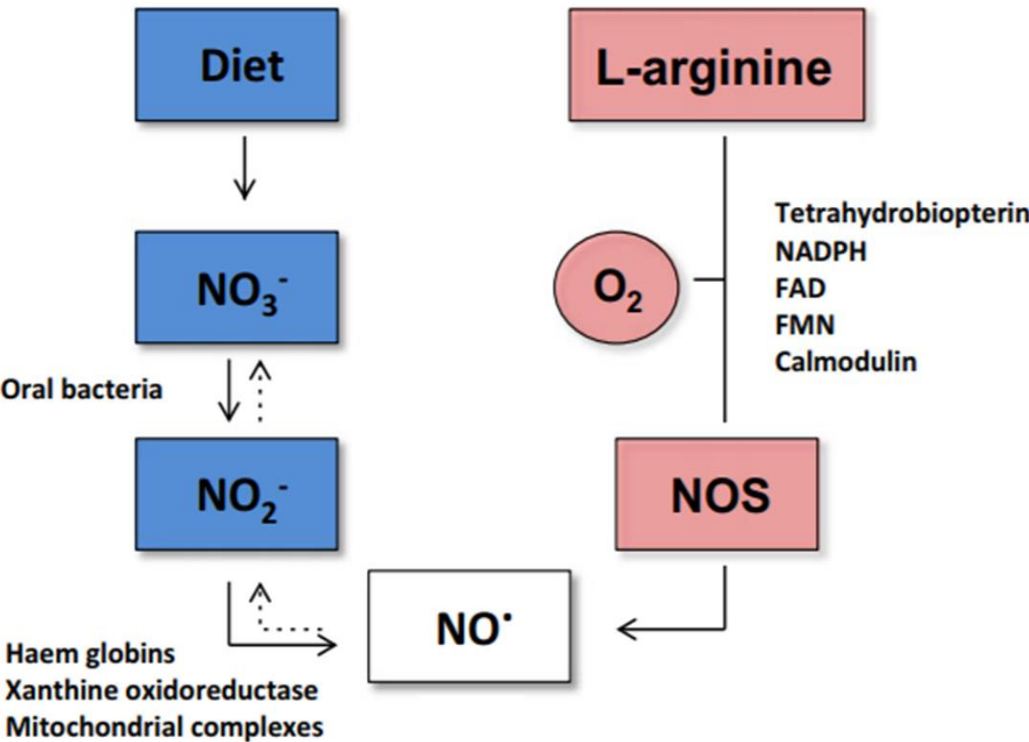 Diet
L-arginine
Tetrahydrobiopterin
NADPH
FAD
FMN
Calmodulin
NO₃⁻
O₂
Oral bacteria
NO₂⁻
NOS
NO•
Haem globins
Xanthine oxidoreductase
Mitochondrial complexes